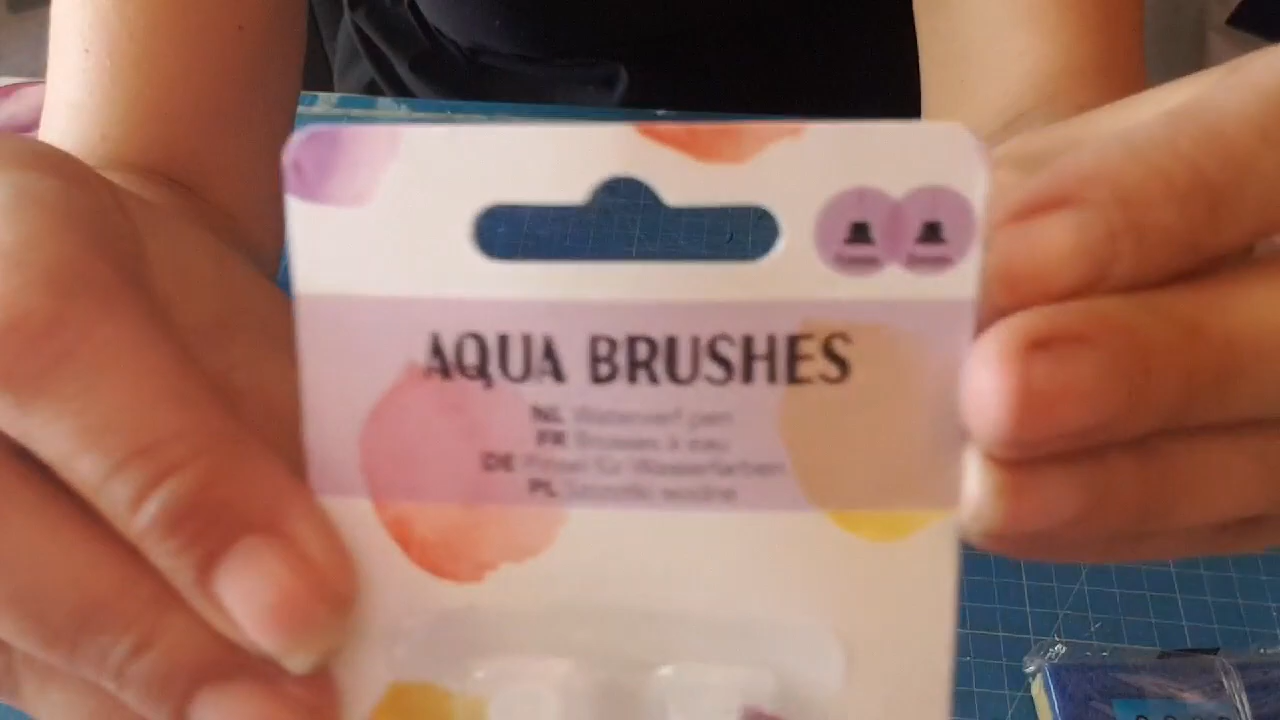 AQUA BRUSHES
NL Waterverf pen
FR Brosses à eau
DE Pinsel für Wasserfarben
PL